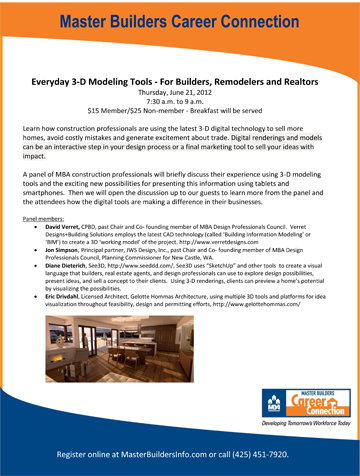 Master Builders Career Connection
Everyday 3-D Modeling Tools - For Builders, Remodelers and Realtors
Thursday, June 21, 2012
7:30 a.m. to 9 a.m.
$15 Member/$25 Non-member - Breakfast will be served
Learn how construction professionals are using the latest 3-D digital technology to sell more
homes, avoid costly mistakes and generate excitement about trade. Digital renderings and models
can be an interactive step in your design process or a final marketing tool to sell your ideas with
impact.
A panel of MBA construction professionals will briefly discuss their experience using 3-D modeling
tools and the exciting new possibilities for presenting this information using tablets and
smartphones. Then we will open the discussion up to our guests to learn more from the panel and
the attendees how the digital tools are making a difference in their businesses.
Panel members:
• David Verret, CPBD, past Chair and Co- founding member of MBA Design Professionals Council. Verret
Designs+Building Solutions employs the latest CAD technology (called 'Building Information Modeling' or
'BIM') to create a 3D 'working model' of the project. http://www.verretdesigns.com
• Jon Simpson, Principal partner, JWS Design, Inc., past Chair and Co- founding member of MBA Design
Professionals Council, Planning Commissioner for New Castle, WA.
• Diane Dieterich, See3D, http://www.seedd.com/, See3D uses "SketchUp" and other tools to create a visual
language that builders, real estate agents, and design professionals can use to explore design possibilities,
present ideas, and sell a concept to their clients. Using 3-D renderings, clients can preview a home's potential
by visualizing the possibilities.
• Eric Drivdahl, Licensed Architect, Gelotte Hommas Architecture, using multiple 3D tools and platforms for idea
visualization throughout feasibility, design and permitting efforts, http://www.gelottehommas.com/
MBA
MASTER BUILDERS
Career
Connection
Developing Tomorrow's Workforce Today
Register online at MasterBuildersInfo.com or call (425) 451-7920.